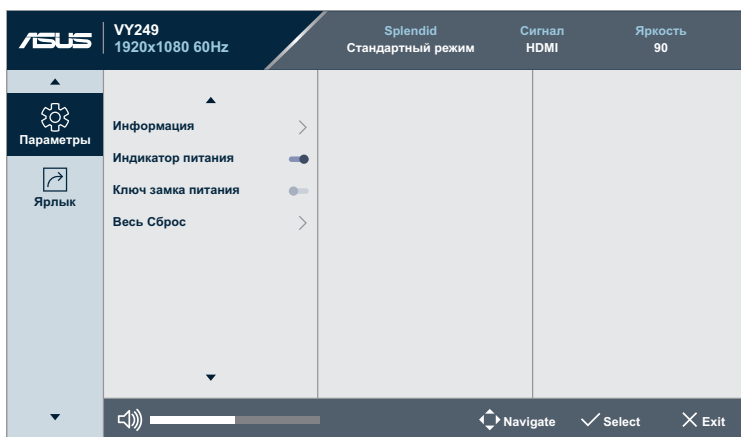 ASUS
VY249
1920x1080 60Hz
Splendid
Стандартный режим
Сигнал
HDMI
Яркость
90
Параметры
Ярлык
Информация
Индикатор питания
Ключ замка питания
Весь Сброс
Navigate
Select
Exit